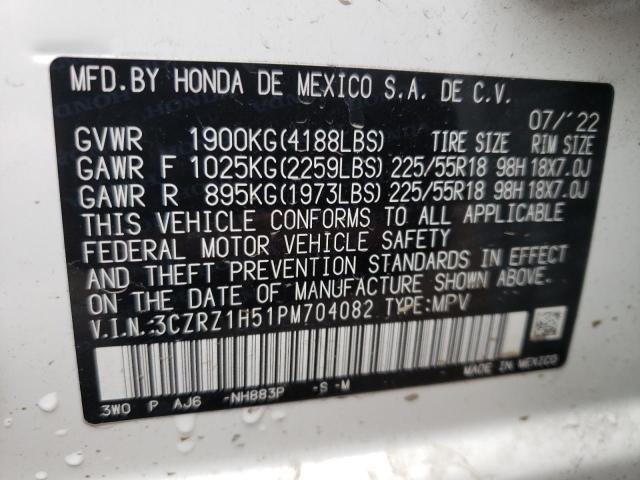 MFD.BY HONDA DE MEXICO S.A. DE C.V.
07/'22
GVWR 1900KG(4188LBS) TIRE SIZE RIM SIZE
GAWR F 1025KG(2259LBS) 225/55R18 98H 18X7.0J
GAWR R 895KG(1973LBS) 225/55R18 98H 18X7.0J
THIS VEHICLE CONFORMS TO ALL APPLICABLE
FEDERAL MOTOR VEHICLE SAFETY
AND THEFT PREVENTION STANDARDS IN EFFECT
ON THE DATE OF MANUFACTURE SHOWN ABOVE.
V.I.N. 3CZRZ1H51PM704082 TYPE:MPV
MADE IN MEXICO
3W0 P AJ6 -NH883P -S -M